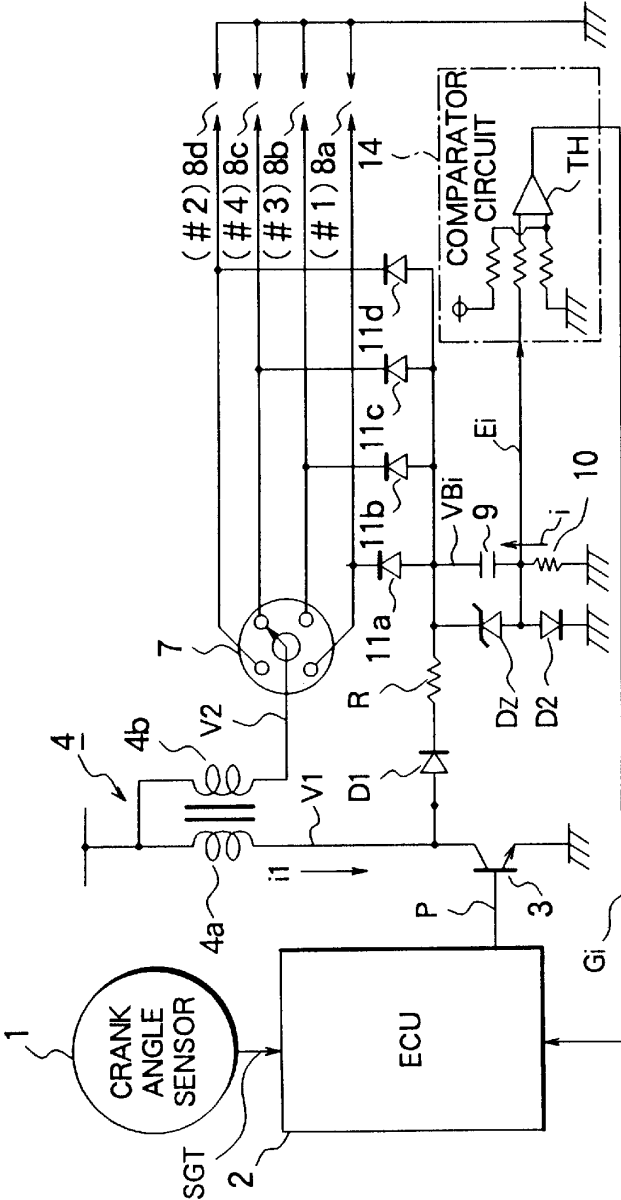 1
CRANK
ANGLE
SENSOR
SGT
2
ECU
P
3
Gi
4
4a
4b
i1
V1
V2
7
D1
R
(#2) 8d
(#4) 8c
(#3) 8b
(#1) 8a
11a
11b
11c
11d
VBi
9
i
10
DZ
D2
Ei
14
COMPARATOR
CIRCUIT
TH